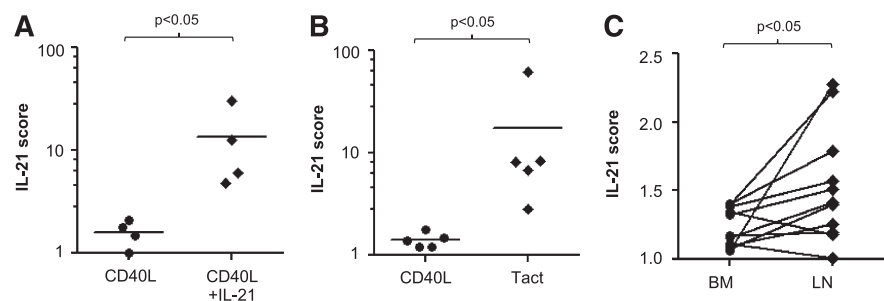 A
p<0.05
IL-21 score
100
10
1
CD40L
CD40L
+IL-21
B
p<0.05
IL-21 score
100
10
1
CD40L
Tact
C
p<0.05
IL-21 score
2.5
2.0
1.5
1.0
BM
LN